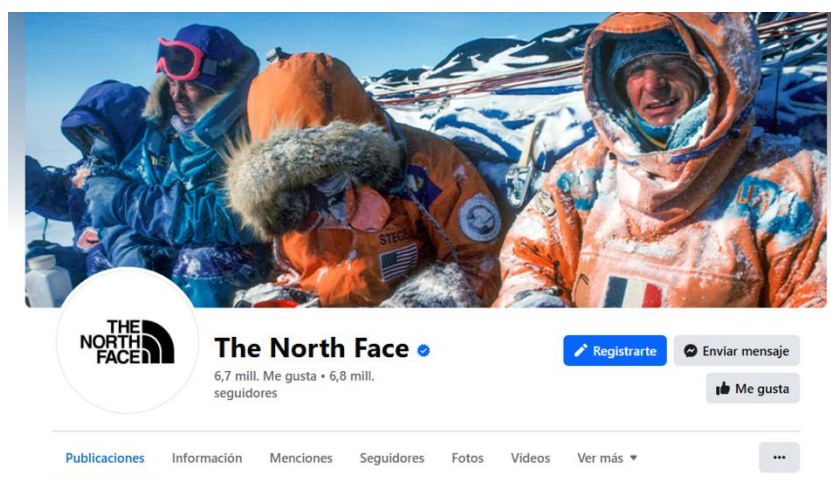 STEGE
THE
NORTH
FACE
The North Face
6,7 mill. Me gusta • 6,8 mill.
seguidores
Registrarte
Enviar mensaje
Me gusta
Publicaciones
Información
Menciones
Seguidores
Fotos
Vídeos
Ver más